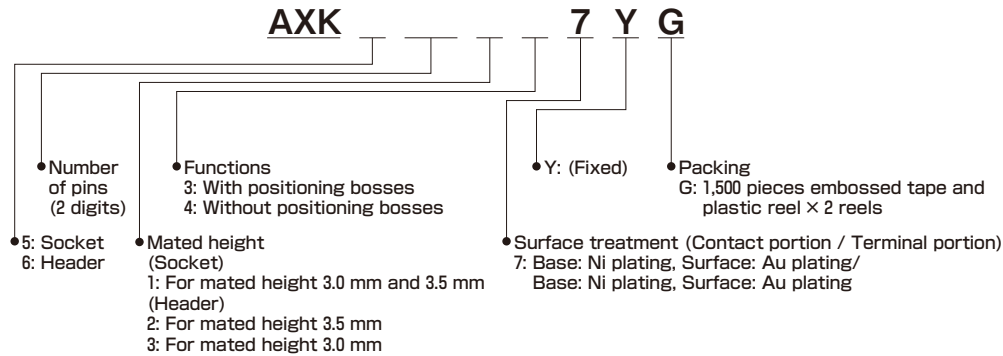 AXK 7 Y G
Number
of pins
(2 digits)
Functions
3: With positioning bosses
4: Without positioning bosses
Y: (Fixed)
Packing
G: 1,500 pieces embossed tape and
plastic reel × 2 reels
5: Socket
6: Header
Mated height
(Socket)
1: For mated height 3.0 mm and 3.5 mm
(Header)
2: For mated height 3.5 mm
3: For mated height 3.0 mm
Surface treatment (Contact portion / Terminal portion)
7: Base: Ni plating, Surface: Au plating/
Base: Ni plating, Surface: Au plating